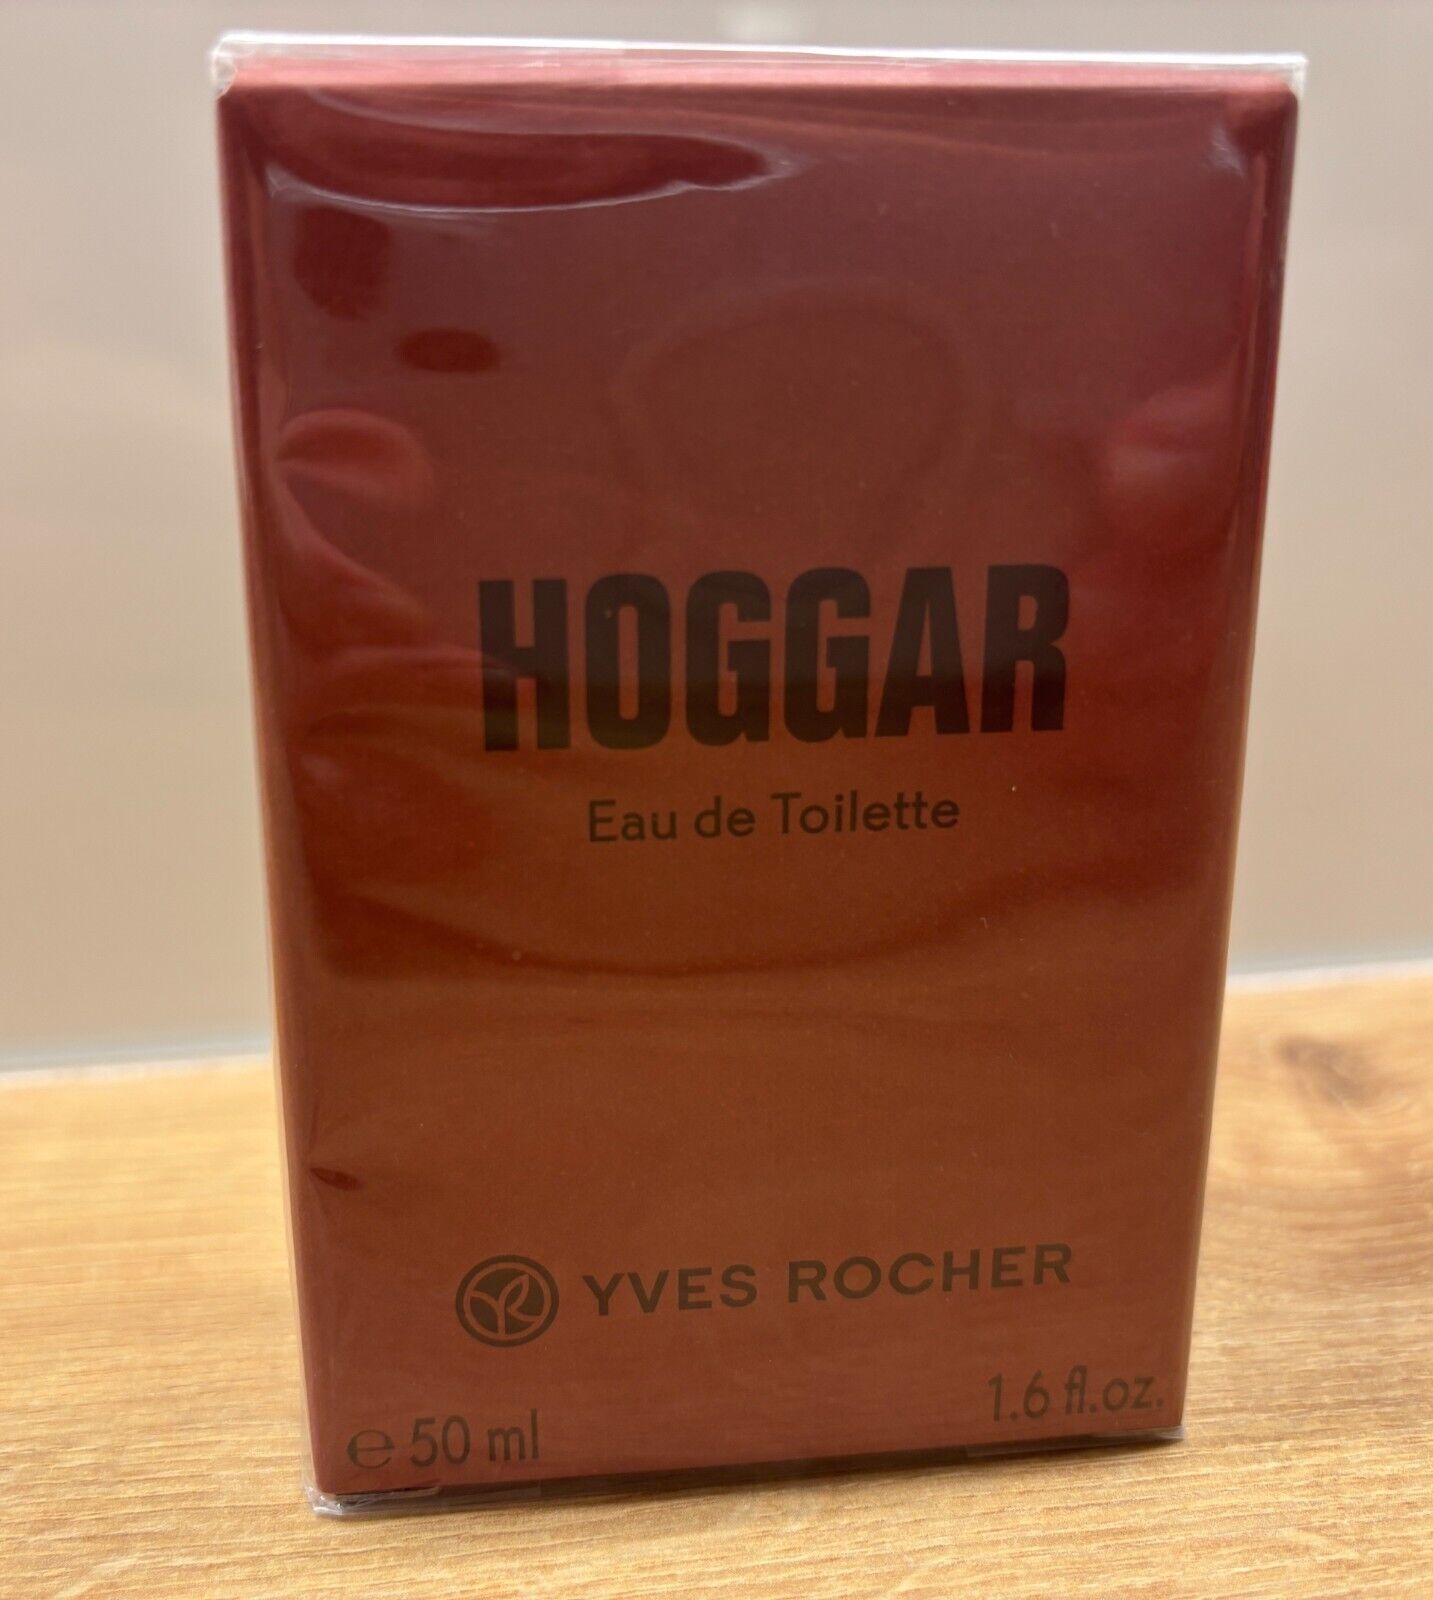 HOGGAR
Eau de Toilette
YVES ROCHER
℮ 50 ml
1.6 fl.oz.